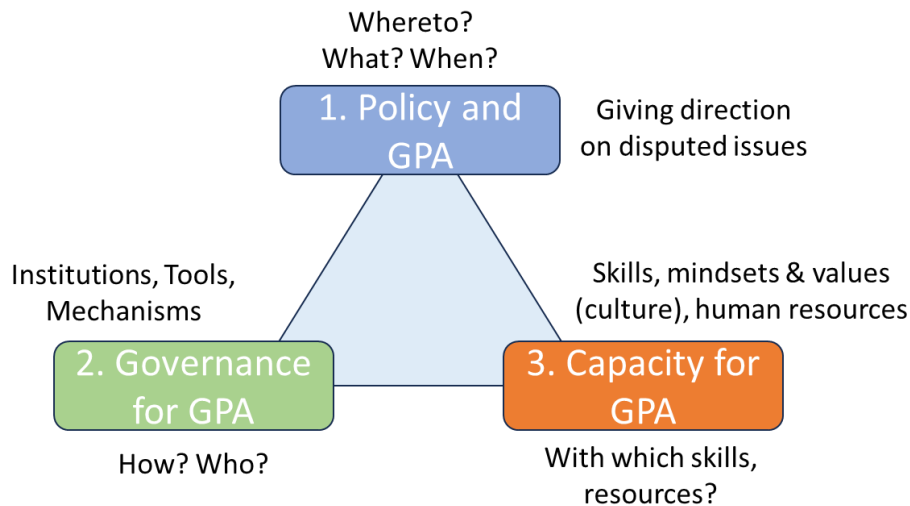 Whereto?
What? When?
1. Policy and
GPA
Giving direction
on disputed issues
Institutions, Tools,
Mechanisms
Skills, mindsets & values
(culture), human resources
2. Governance
for GPA
3. Capacity for
GPA
How? Who?
With which skills,
resources?